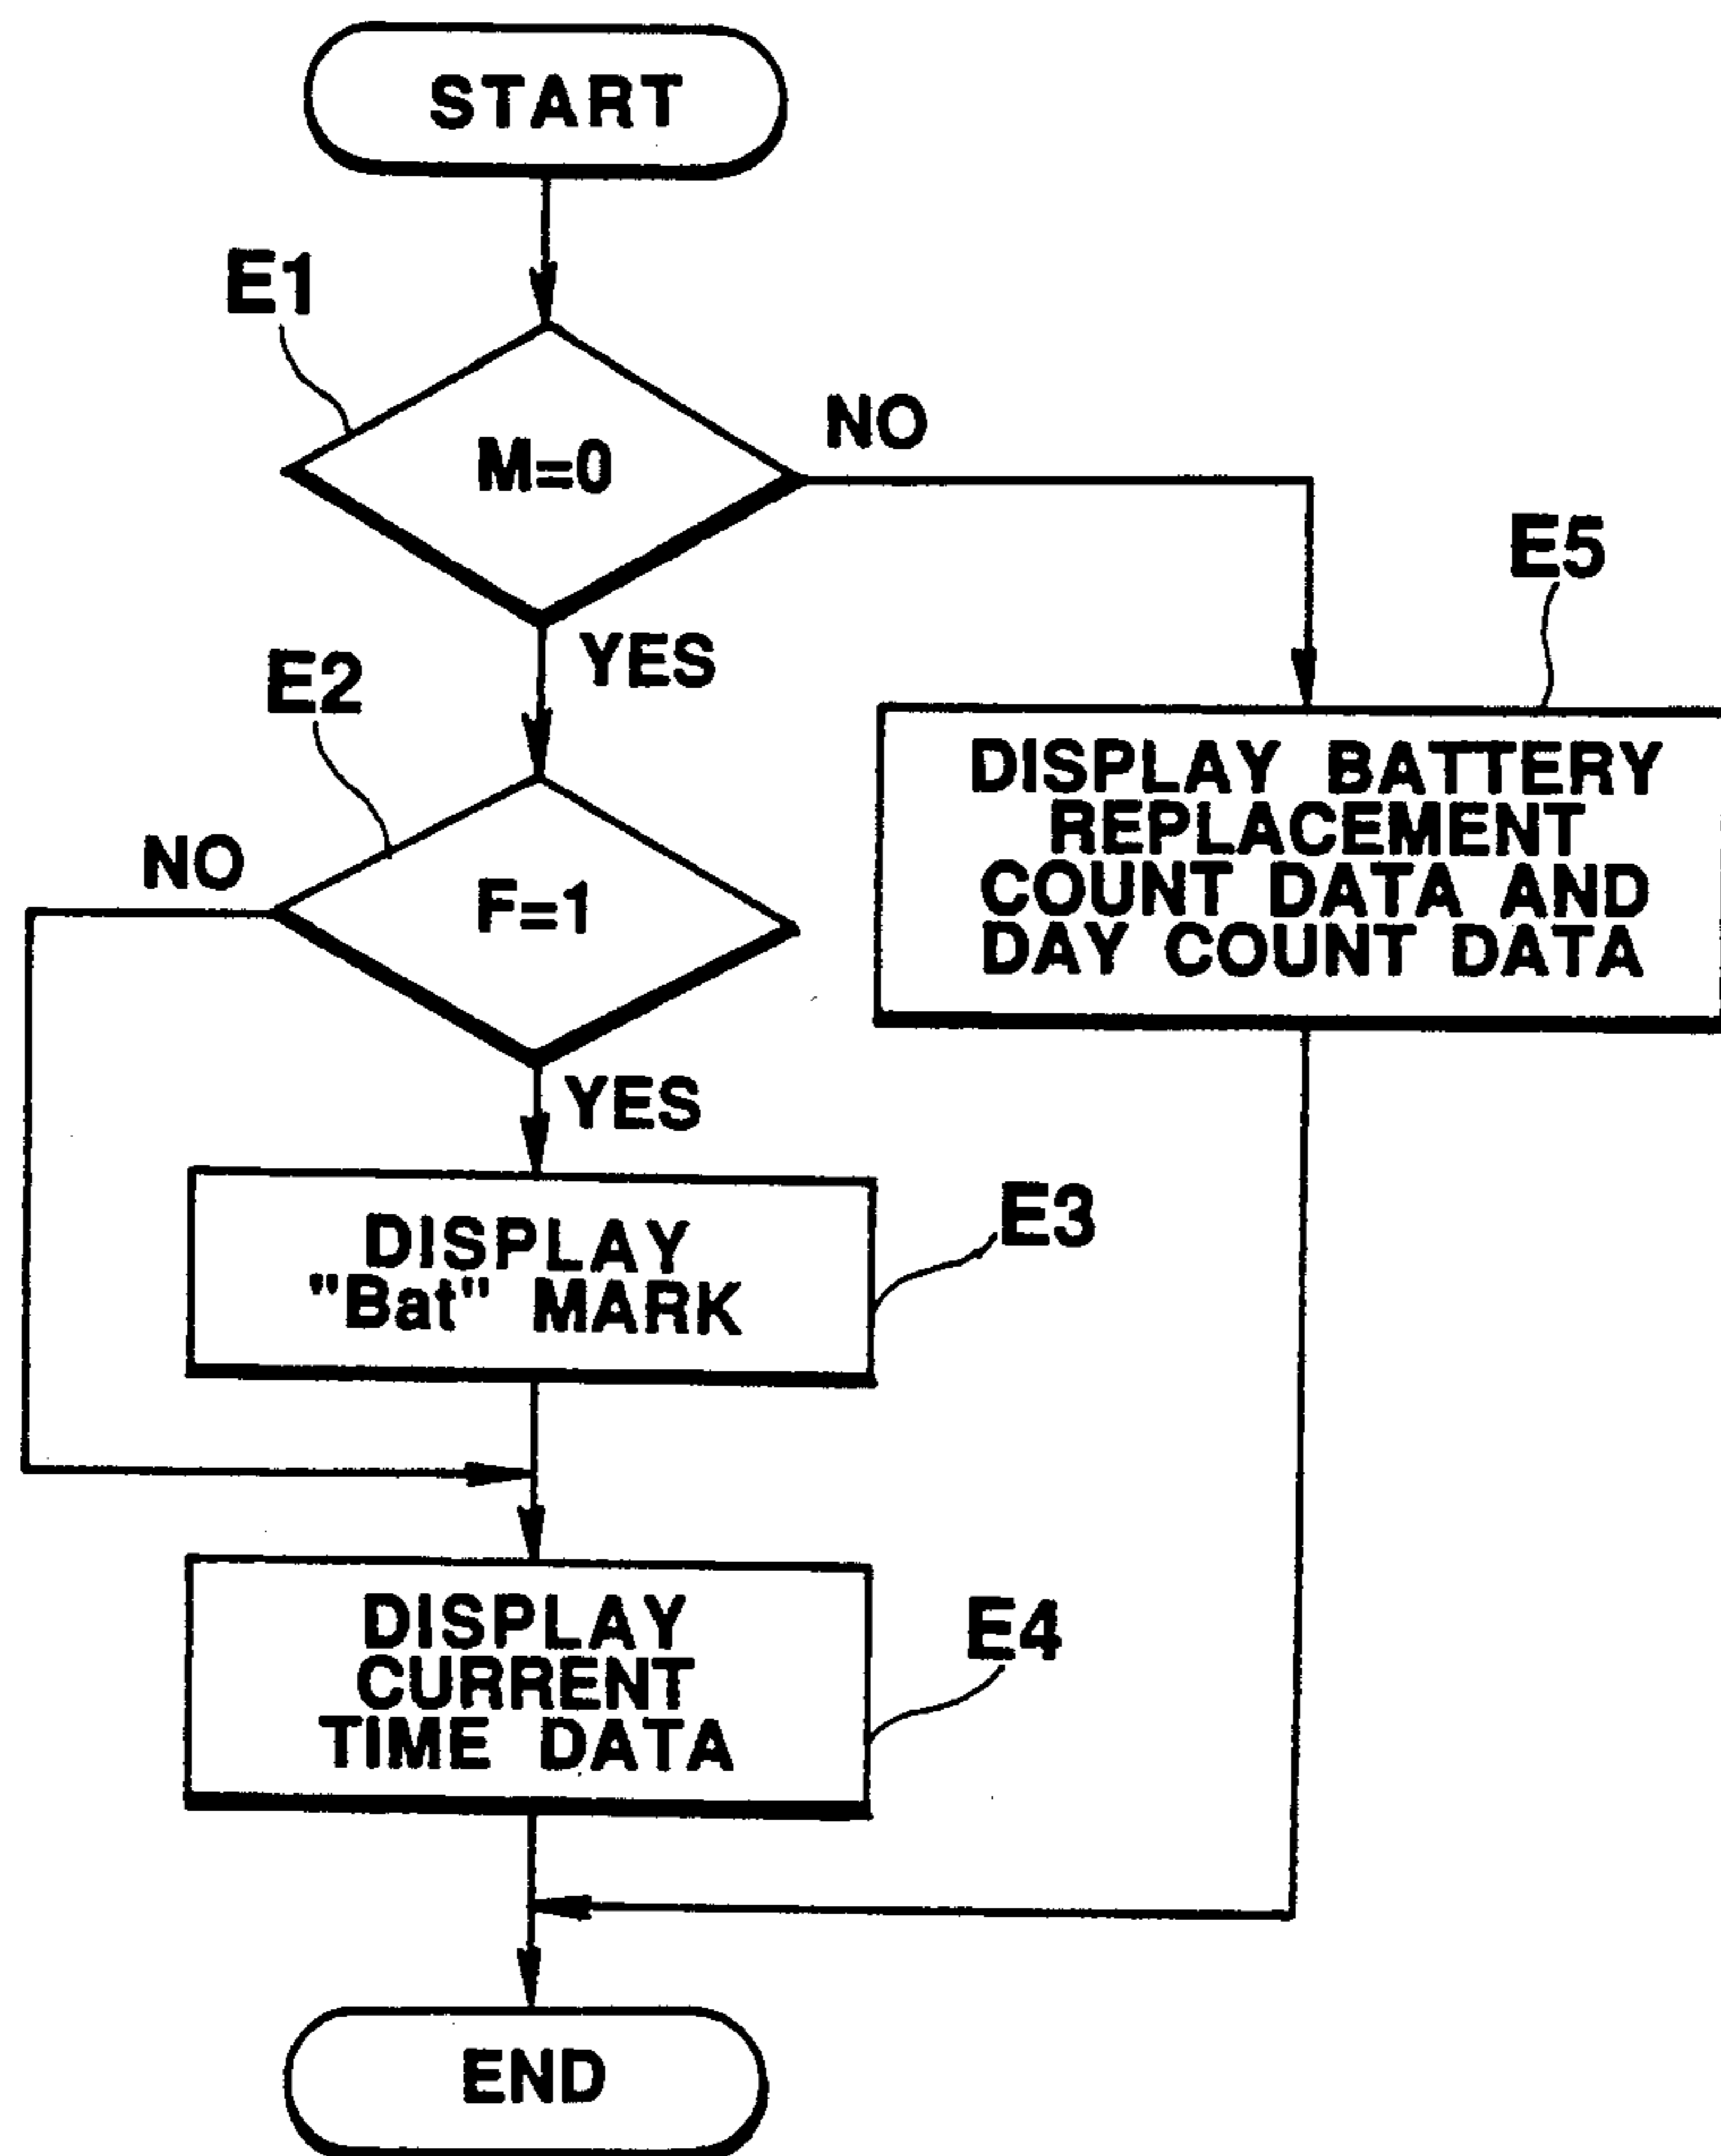 START
E1
M=0
NO
YES
E5
DISPLAY BATTERY
REPLACEMENT
COUNT DATA AND
DAY COUNT DATA
E2
NO
F=1
YES
DISPLAY
"Bat" MARK
E3
DISPLAY
CURRENT
TIME DATA
E4
END